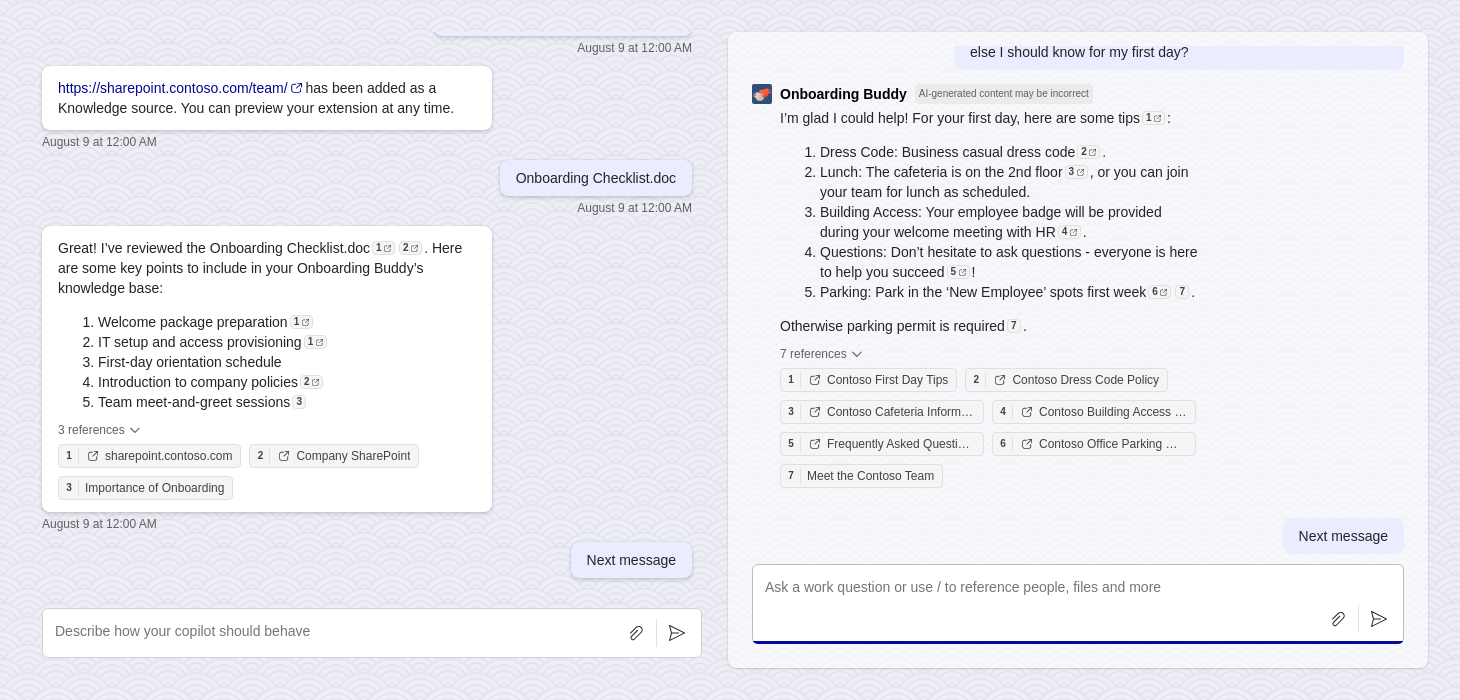 August 9 at 12:00 AM
https://sharepoint.contoso.com/team/ has been added as a
Knowledge source. You can preview your extension at any time.
August 9 at 12:00 AM
Onboarding Checklist.doc
August 9 at 12:00 AM
Great! I’ve reviewed the Onboarding Checklist.doc 1 2 . Here
are some key points to include in your Onboarding Buddy’s
knowledge base:
1. Welcome package preparation 1
2. IT setup and access provisioning 1
3. First-day orientation schedule
4. Introduction to company policies 2
5. Team meet-and-greet sessions 3
3 references
1 sharepoint.contoso.com 2 Company SharePoint
3 Importance of Onboarding
August 9 at 12:00 AM
Next message
Describe how your copilot should behave
else I should know for my first day?
Onboarding Buddy AI-generated content may be incorrect
I’m glad I could help! For your first day, here are some tips 1 :
1. Dress Code: Business casual dress code 2 .
2. Lunch: The cafeteria is on the 2nd floor 3 , or you can join
your team for lunch as scheduled.
3. Building Access: Your employee badge will be provided
during your welcome meeting with HR 4 .
4. Questions: Don’t hesitate to ask questions - everyone is here
to help you succeed 5 !
5. Parking: Park in the ‘New Employee’ spots first week 6 7 .
Otherwise parking permit is required 7 .
7 references
1 Contoso First Day Tips 2 Contoso Dress Code Policy
3 Contoso Cafeteria Inform… 4 Contoso Building Access …
5 Frequently Asked Questi… 6 Contoso Office Parking …
7 Meet the Contoso Team
Next message
Ask a work question or use / to reference people, files and more